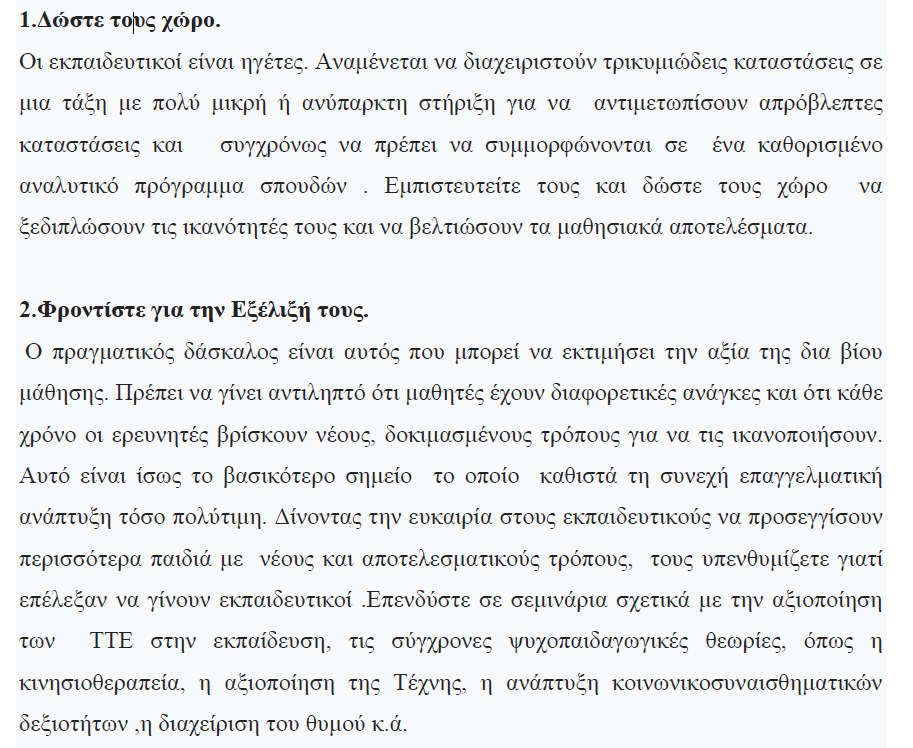 1.Δώστε τους χώρο.
Οι εκπαιδευτικοί είναι ηγέτες. Αναμένεται να διαχειριστούν τρικυμιώδεις καταστάσεις σε
μια τάξη με πολύ μικρή ή ανύπαρκτη στήριξη για να αντιμετωπίσουν απρόβλεπτες
καταστάσεις και συγχρόνως να πρέπει να συμμορφώνονται σε ένα καθορισμένο
αναλυτικό πρόγραμμα σπουδών . Εμπιστευτείτε τους και δώστε τους χώρο να
ξεδιπλώσουν τις ικανότητές τους και να βελτιώσουν τα μαθησιακά αποτελέσματα.
2.Φροντίστε για την Εξέλιξή τους.
Ο πραγματικός δάσκαλος είναι αυτός που μπορεί να εκτιμήσει την αξία της δια βίου
μάθησης. Πρέπει να γίνει αντιληπτό ότι μαθητές έχουν διαφορετικές ανάγκες και ότι κάθε
χρόνο οι ερευνητές βρίσκουν νέους, δοκιμασμένους τρόπους για να τις ικανοποιήσουν.
Αυτό είναι ίσως το βασικότερο σημείο το οποίο καθιστά τη συνεχή επαγγελματική
ανάπτυξη τόσο πολύτιμη. Δίνοντας την ευκαιρία στους εκπαιδευτικούς να προσεγγίσουν
περισσότερα παιδιά με νέους και αποτελεσματικούς τρόπους, τους υπενθυμίζετε γιατί
επέλεξαν να γίνουν εκπαιδευτικοί .Επενδύστε σε σεμινάρια σχετικά με την αξιοποίηση
των ΤΤΕ στην εκπαίδευση, τις σύγχρονες ψυχοπαιδαγωγικές θεωρίες, όπως η
κινησιοθεραπεία, η αξιοποίηση της Τέχνης, η ανάπτυξη κοινωνικοσυναισθηματικών
δεξιοτήτων ,η διαχείριση του θυμού κ.ά.